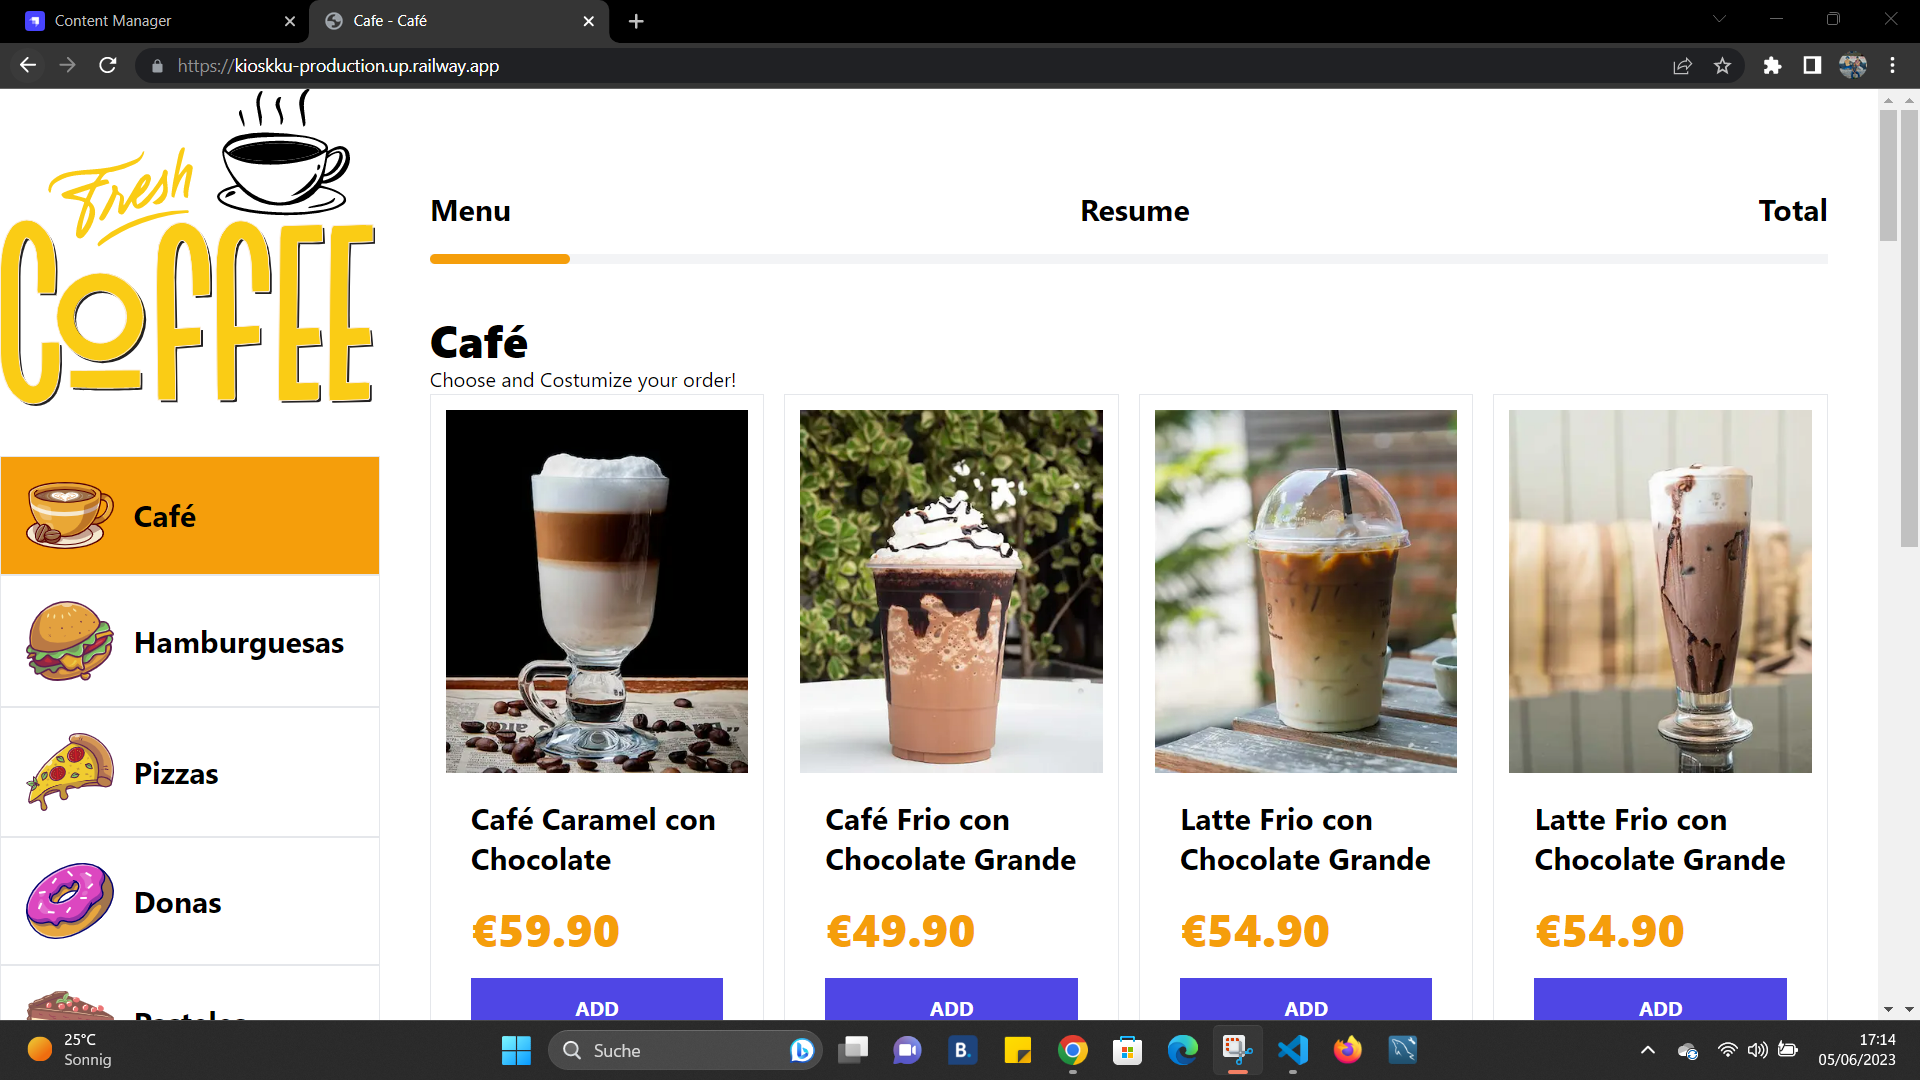 Content Manager
Cafe - Café
https://kioskku-production.up.railway.app
Fresh
COFFEE
Menu
Resume
Total
Café
Choose and Costumize your order!
Café
Hamburguesas
Pizzas
Donas
Pasteles
Café Caramel con
Chocolate
€59.90
ADD
Café Frio con
Chocolate Grande
€49.90
ADD
Latte Frio con
Chocolate Grande
€54.90
ADD
Latte Frio con
Chocolate Grande
€54.90
ADD
25°C
Sonnig
Suche
B.
17:14
05/06/2023